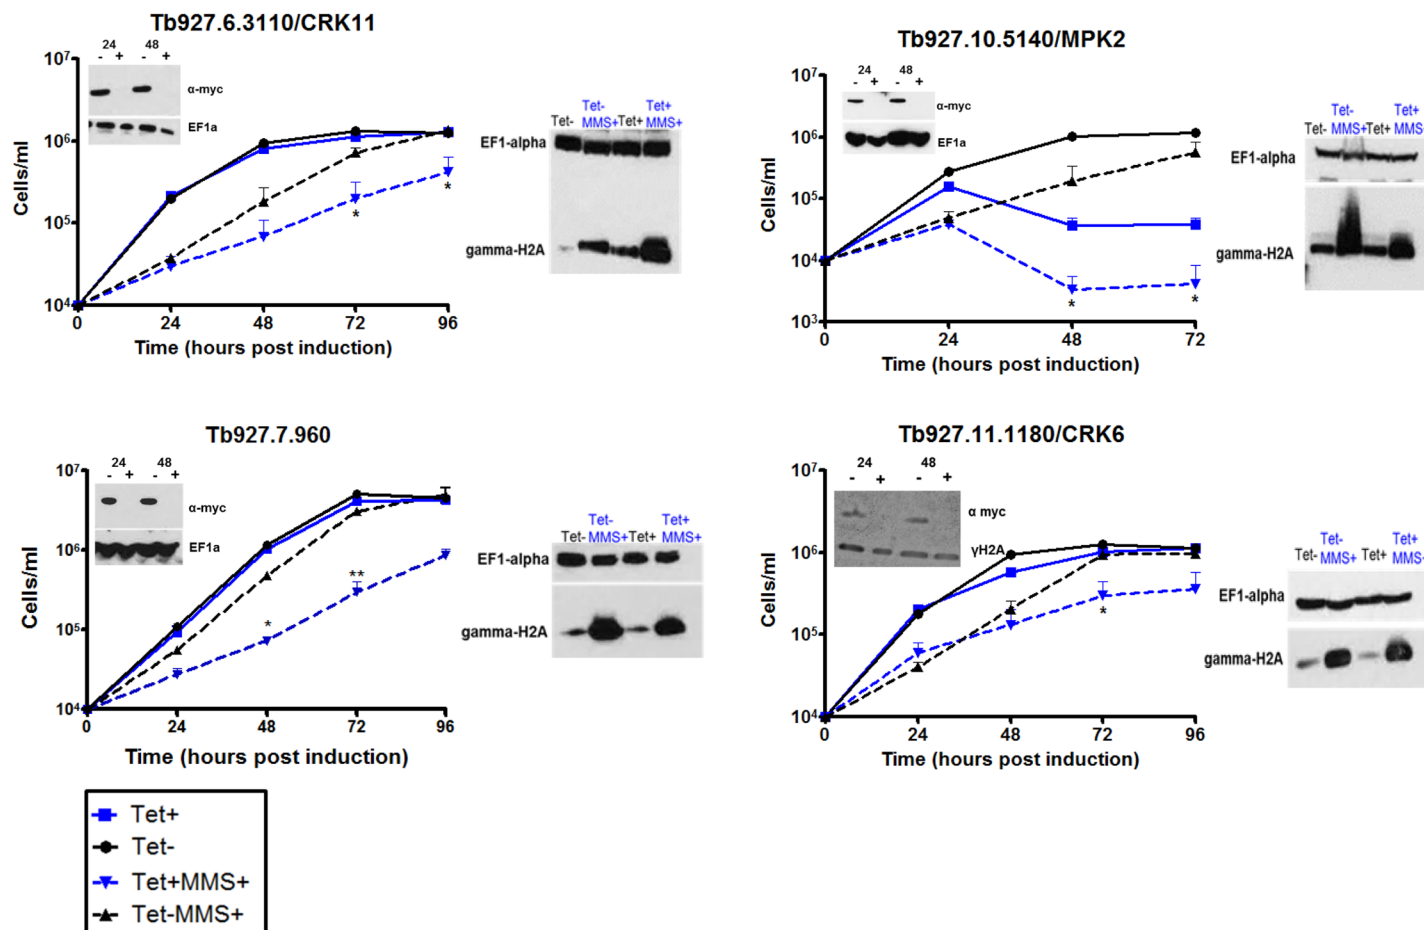 Tb927.6.3110/CRK11
10⁷
10⁶
10⁵
10⁴
Cells/ml
24 48
- + - +
α-myc
EF1a
0 24 48 72 96
Time (hours post induction)
*
*
Tet- Tet-MMS+ Tet+ Tet+MMS+
EF1-alpha
gamma-H2A
Tb927.10.5140/MPK2
10⁷
10⁶
10⁵
10⁴
10³
Cells/ml
24 48
- + - +
α-myc
EF1a
0 24 48 72
Time (hours post induction)
*
*
Tet- Tet-MMS+ Tet+ Tet+MMS+
EF1-alpha
gamma-H2A
Tb927.7.960
10⁷
10⁶
10⁵
10⁴
Cells/ml
24 48
- + - +
α-myc
EF1a
0 24 48 72 96
Time (hours post induction)
*
**
Tet- Tet-MMS+ Tet+ Tet+MMS+
EF1-alpha
gamma-H2A
Tb927.11.1180/CRK6
10⁷
10⁶
10⁵
10⁴
Cells/ml
24 48
- + - +
α myc
γH2A
0 24 48 72 96
Time (hours post induction)
*
Tet- Tet-MMS+ Tet+ Tet+MMS+
EF1-alpha
gamma-H2A
Tet+
Tet-
Tet+MMS+
Tet-MMS+